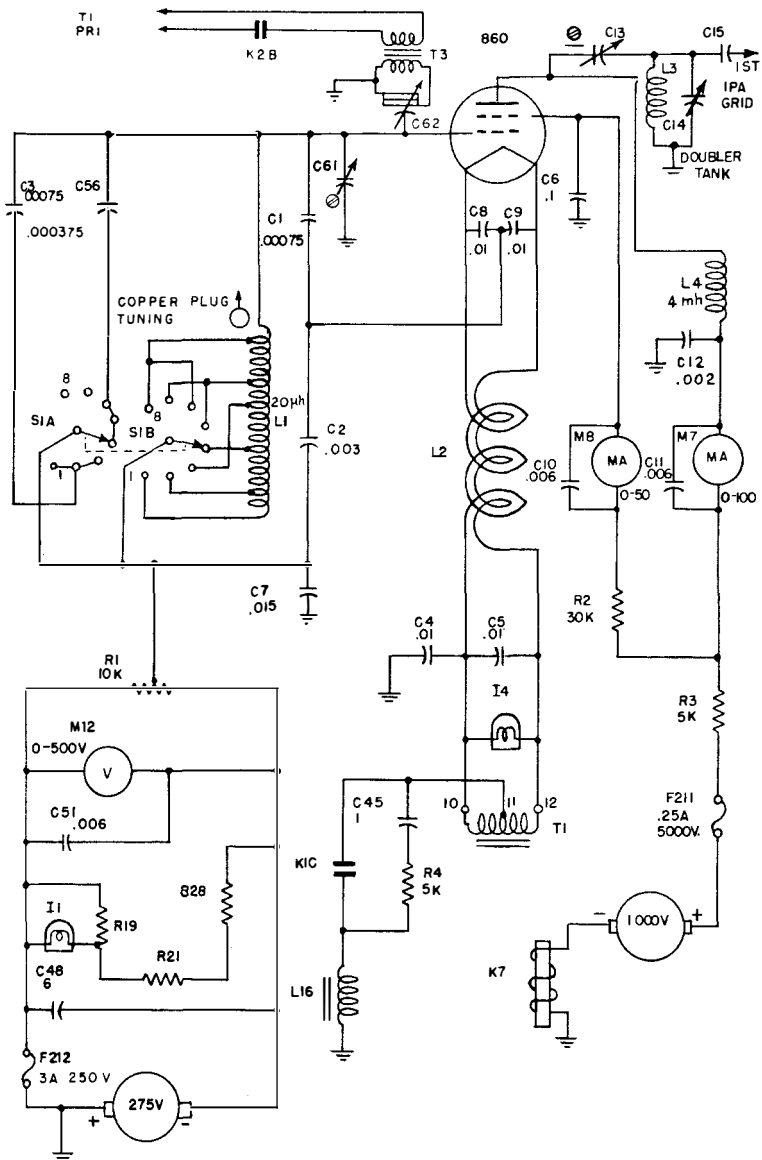 T1
PRI
K2B
T3
860
C13
C15
1ST
IPA
GRID
L3
C14
DOUBLER
TANK
C62
C61
C3
.00075
.000375
C56
C1
.00075
C6
.1
C8
.01
C9
.01
L4
4 mh
C12
.002
COPPER PLUG
TUNING
8
S1A
1
8
S1B
1
20µh
L1
C2
.003
L2
M8
MA
0-50
C10
.006
M7
MA
0-100
C11
.006
C7
.015
C4
.01
C5
.01
R2
30K
R1
10K
I4
R3
5K
M12
0-500V
V
C51
.006
C45
1
10
11
12
T1
F211
.25A
5000V.
K1C
R4
5K
828
I1
R19
R21
C48
6
L16
K7
-
1000V
+
F212
3A 250V
275V
+
-